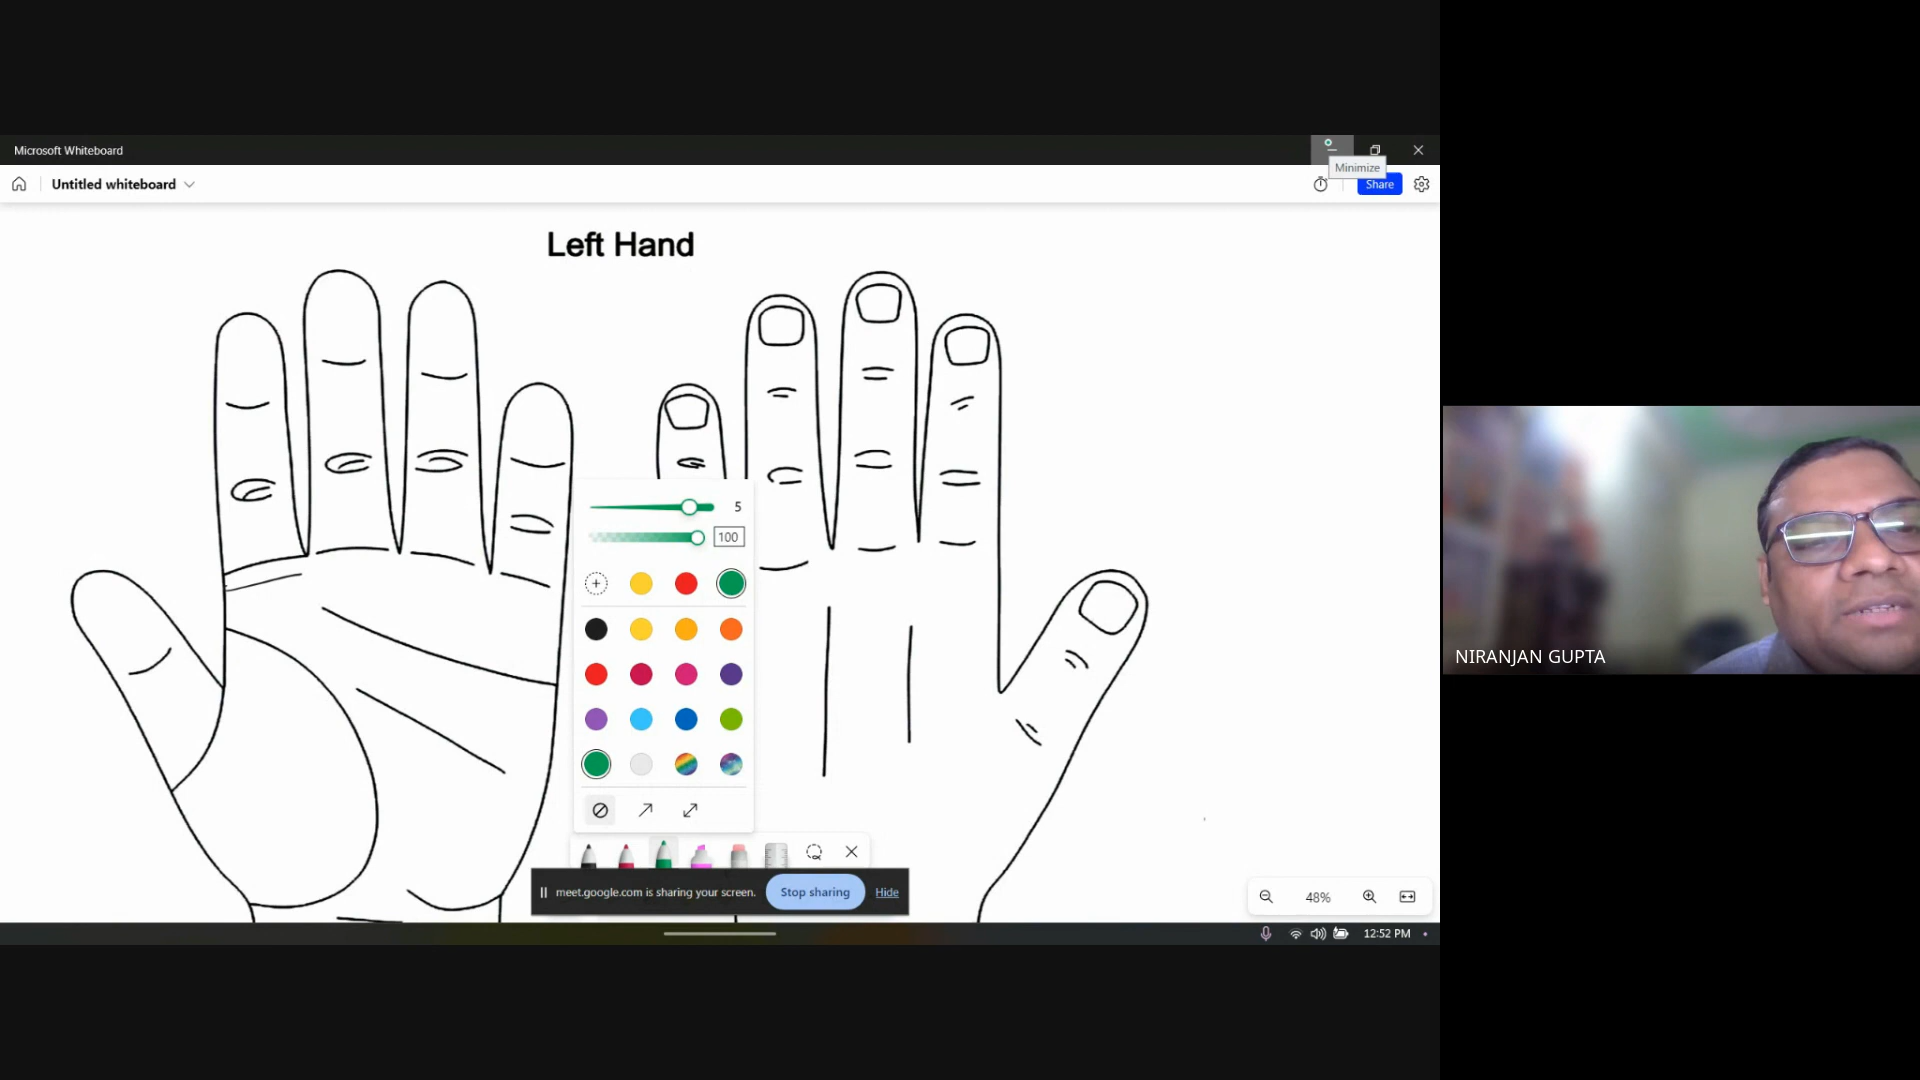 Microsoft Whiteboard
Minimize
Untitled whiteboard
Share
Left Hand
5
100
NIRANJAN GUPTA
meet.google.com is sharing your screen.
Stop sharing
Hide
48%
12:52 PM